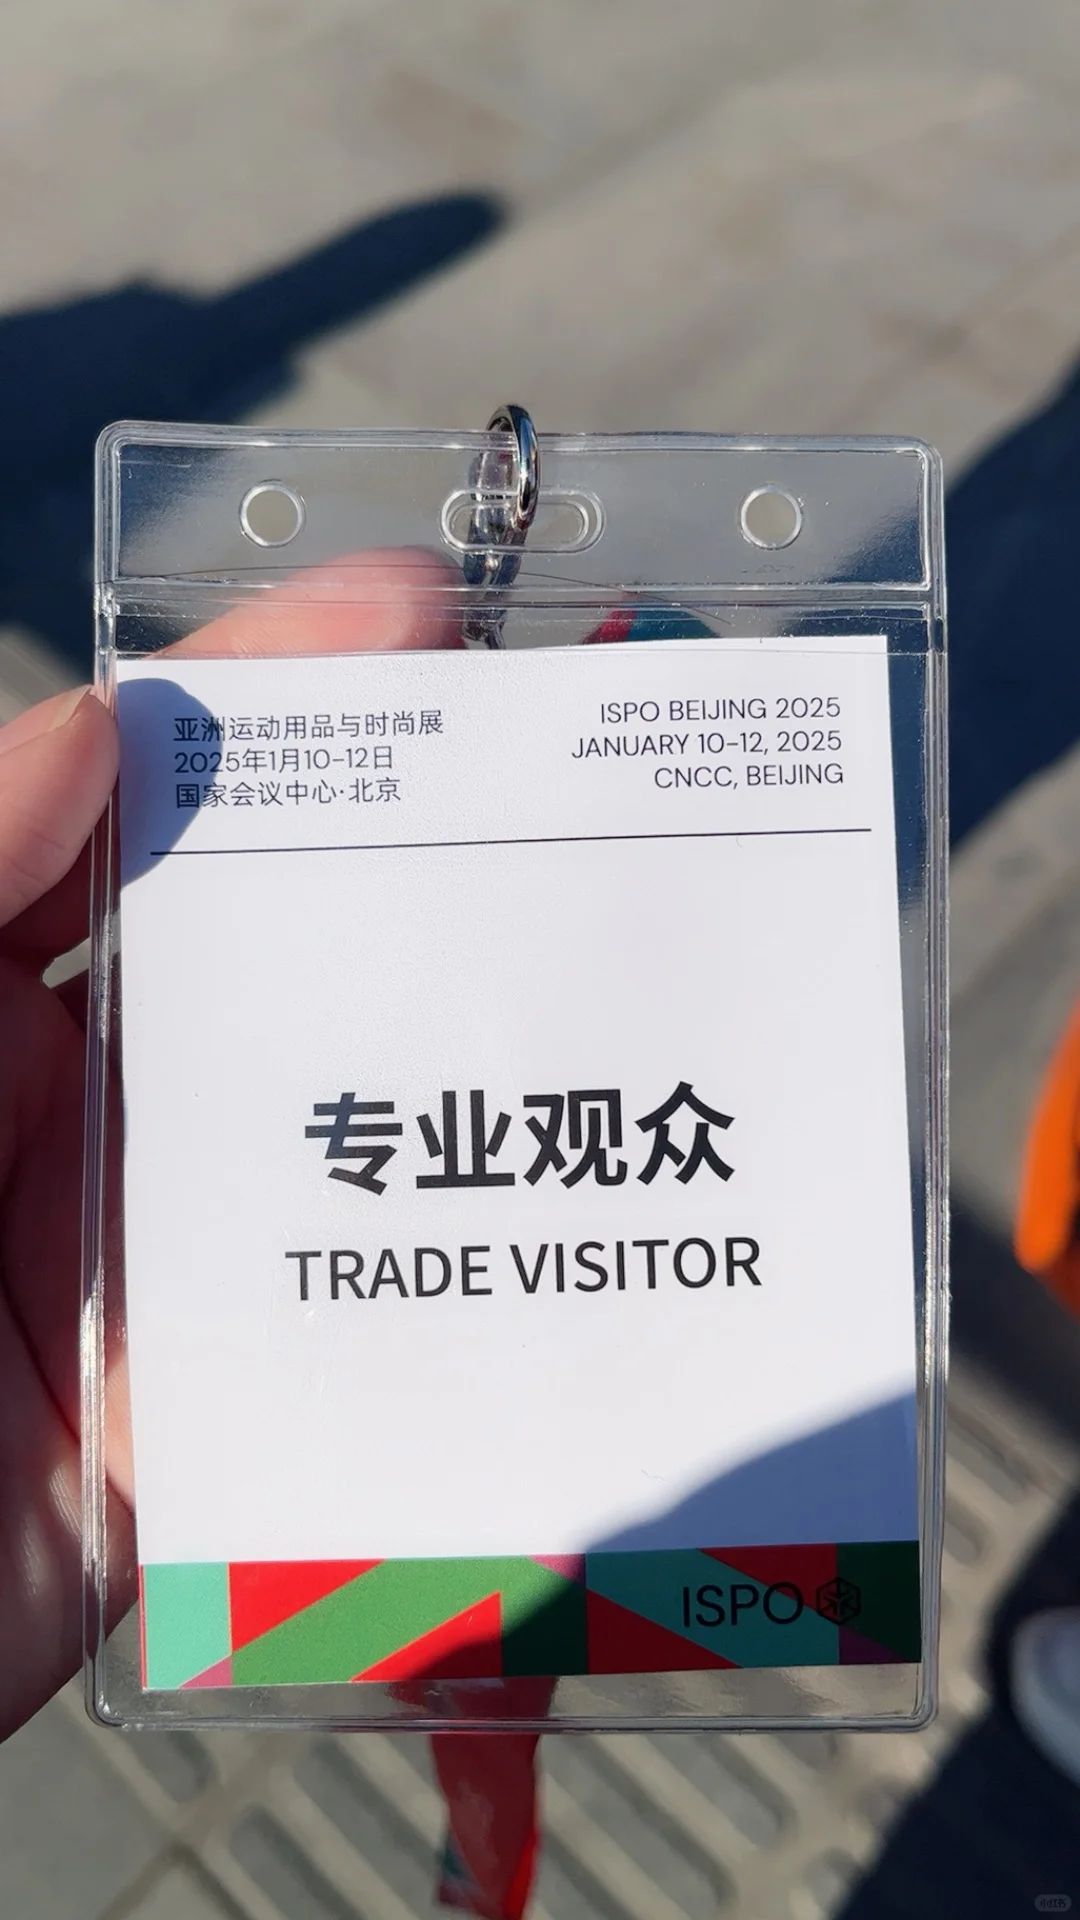 亚洲运动用品与时尚展
2025年1月10-12日
国家会议中心·北京
ISPO BEIJING 2025
JANUARY 10-12, 2025
CNCC, BEIJING
专业观众
TRADE VISITOR
ISPO